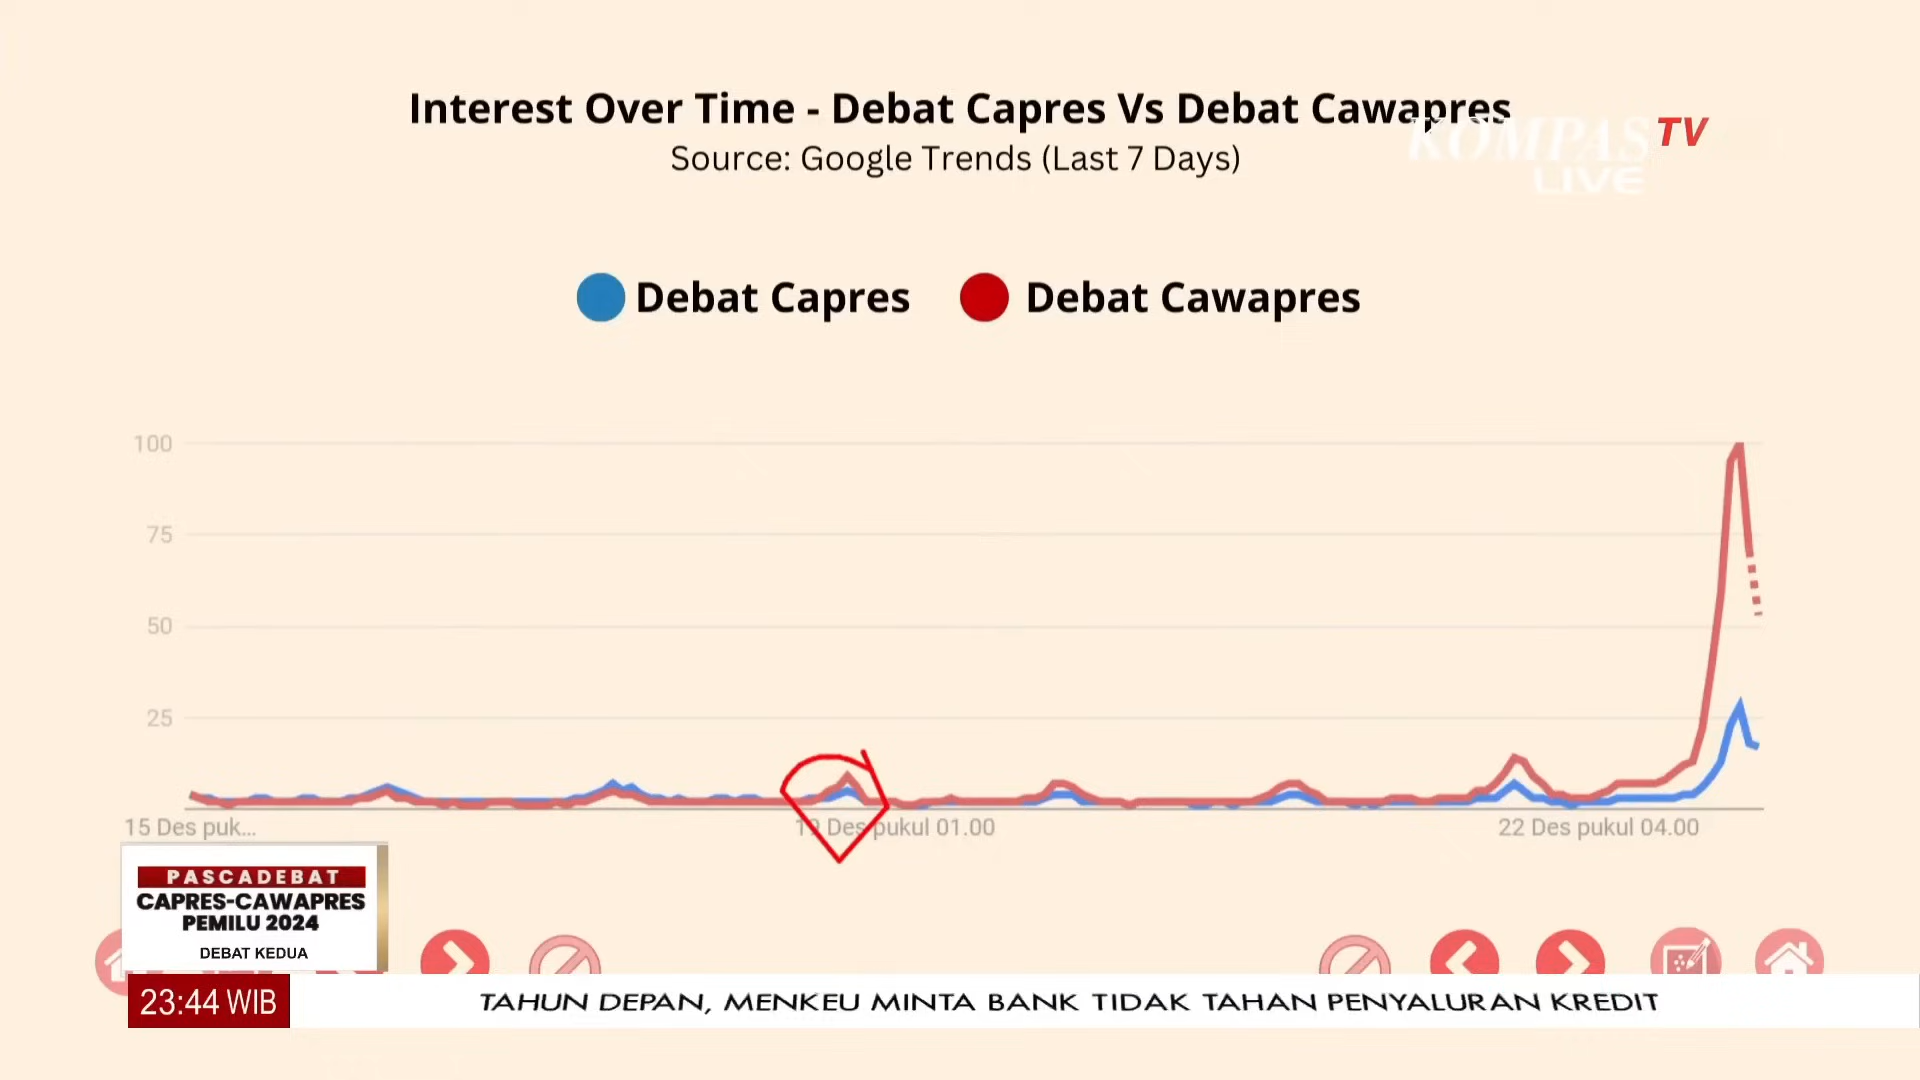 Interest Over Time - Debat Capres Vs Debat Cawapres
Source: Google Trends (Last 7 Days)
KOMPAS TV
LIVE
Debat Capres
Debat Cawapres
100
75
50
25
15 Des puk...
19 Des pukul 01.00
22 Des pukul 04.00
PASCADEBAT
CAPRES-CAWAPRES
PEMILU 2024
DEBAT KEDUA
23:44 WIB
TAHUN DEPAN, MENKEU MINTA BANK TIDAK TAHAN PENYALURAN KREDIT